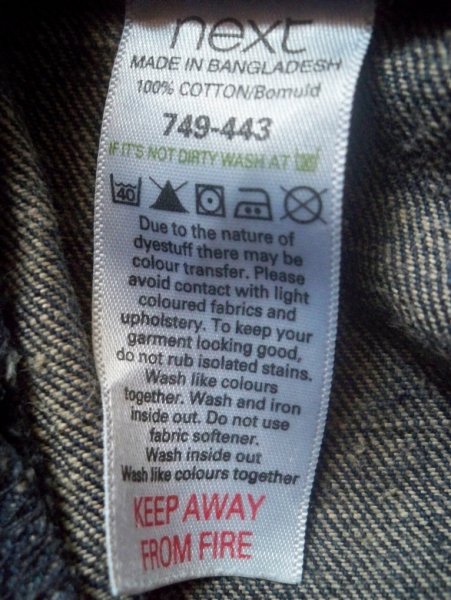 next
MADE IN BANGLADESH
100% COTTON/Bomuld
749-443
IF IT'S NOT DIRTY WASH AT
40
Due to the nature of
dyestuff there may be
colour transfer. Please
avoid contact with light
coloured fabrics and
upholstery. To keep your
garment looking good,
do not rub isolated stains.
Wash like colours
together. Wash and iron
inside out. Do not use
fabric softener.
Wash inside out
Wash like colours together
KEEP AWAY
FROM FIRE